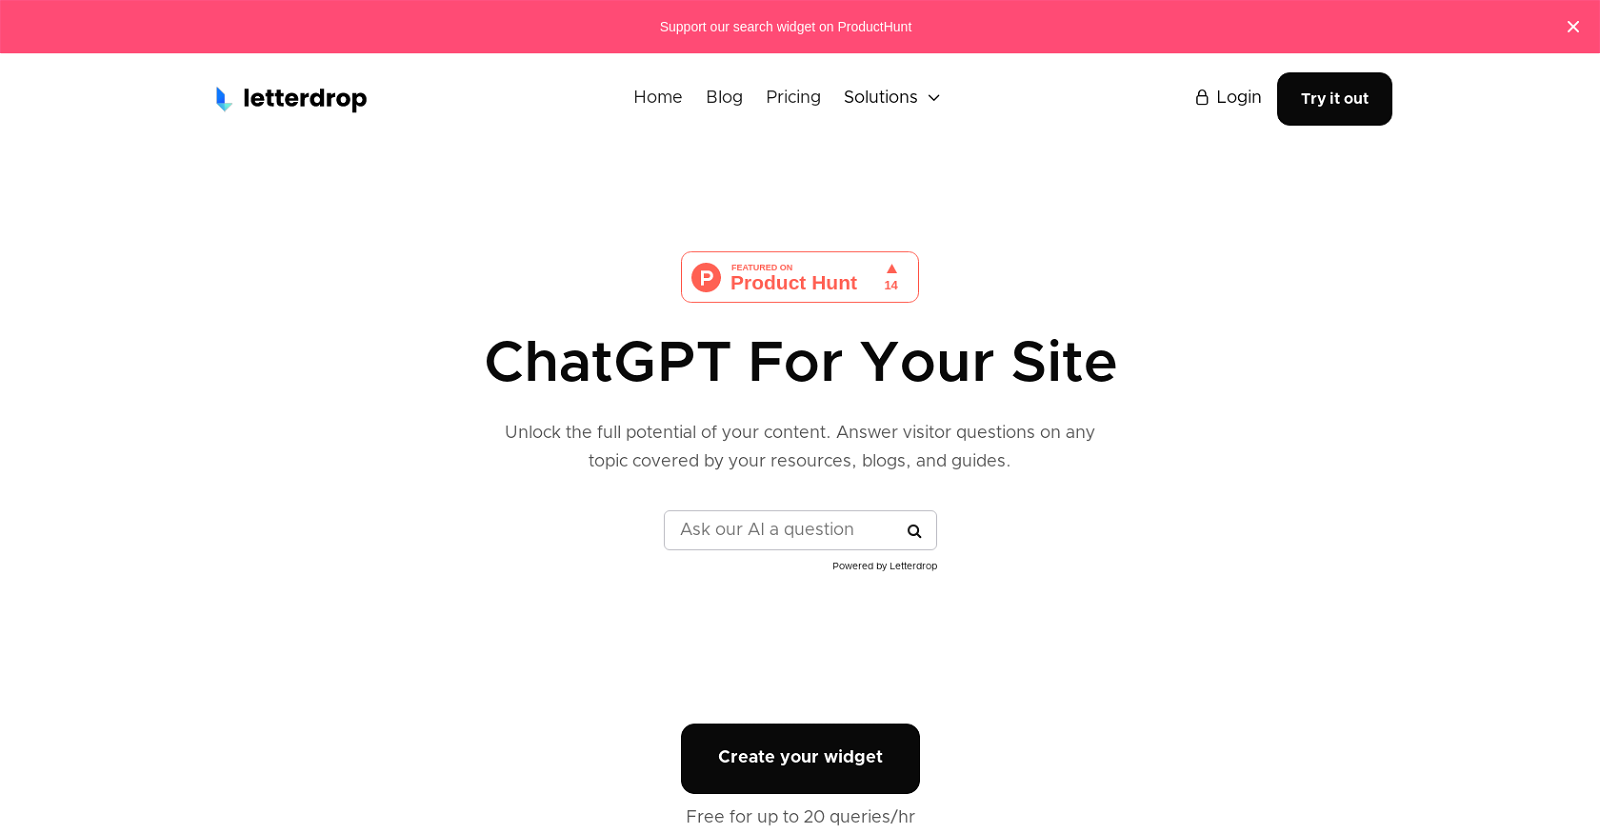 Support our search widget on ProductHunt
letterdrop
Home Blog Pricing Solutions
Login
Try it out
FEATURED ON
Product Hunt
14
ChatGPT For Your Site
Unlock the full potential of your content. Answer visitor questions on any
topic covered by your resources, blogs, and guides.
Ask our AI a question
Powered by Letterdrop
Create your widget
Free for up to 20 queries/hr